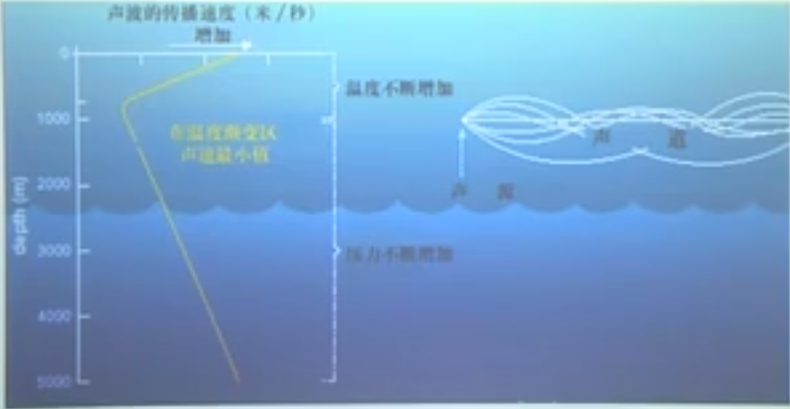 声波的传播速度（米／秒）
增加
0
1000
2000
3000
4000
5000
depth (m)
在温度渐变区
声速最小值
温度不断增加
压力不断增加
声 道
声 源